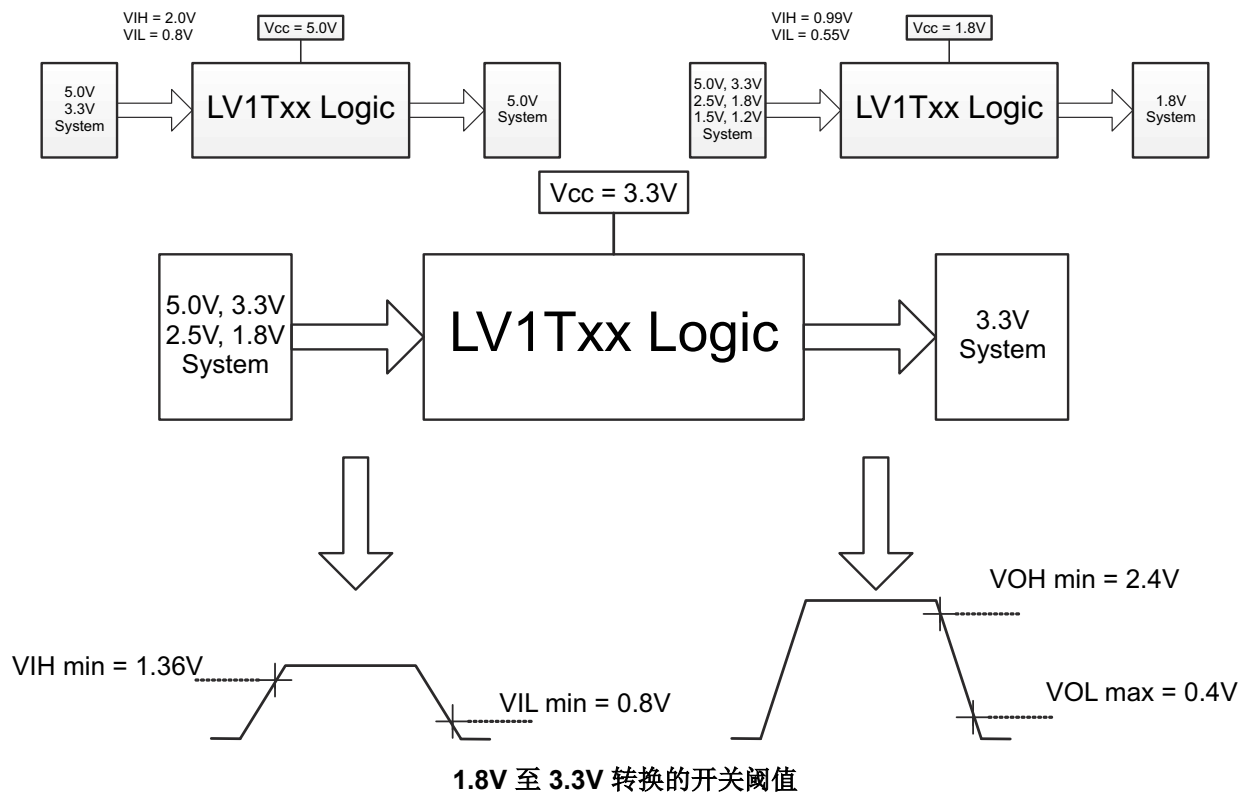 VIH = 2.0V
VIL = 0.8V
Vcc = 5.0V
5.0V
3.3V
System
LV1Txx Logic
5.0V
System
VIH = 0.99V
VIL = 0.55V
Vcc = 1.8V
5.0V, 3.3V
2.5V, 1.8V
1.5V, 1.2V
System
LV1Txx Logic
1.8V
System
Vcc = 3.3V
5.0V, 3.3V
2.5V, 1.8V
System
LV1Txx Logic
3.3V
System
VIH min = 1.36V
VIL min = 0.8V
VOH min = 2.4V
VOL max = 0.4V
1.8V 至 3.3V 转换的开关阈值